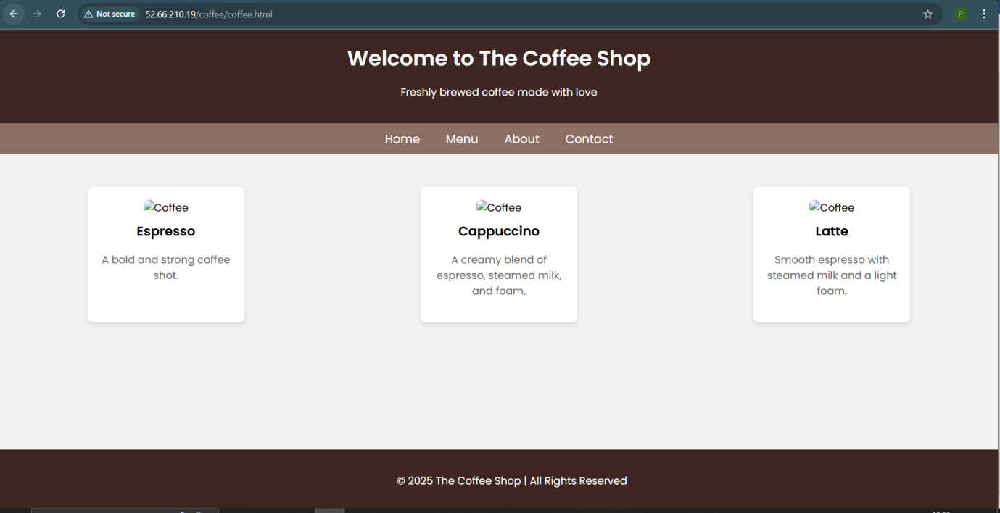 Not secure 52.66.210.19/coffee/coffee.html
P
Welcome to The Coffee Shop
Freshly brewed coffee made with love
Home Menu About Contact
Coffee
Espresso
A bold and strong coffee
shot.
Coffee
Cappuccino
A creamy blend of
espresso, steamed milk,
and foam.
Coffee
Latte
Smooth espresso with
steamed milk and a light
foam.
© 2025 The Coffee Shop | All Rights Reserved